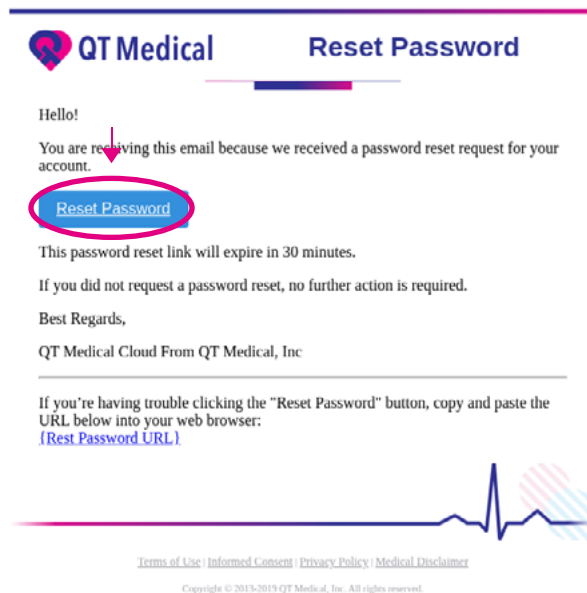 QT Medical
Reset Password
Hello!
You are receiving this email because we received a password reset request for your
account.
Reset Password
This password reset link will expire in 30 minutes.
If you did not request a password reset, no further action is required.
Best Regards,
QT Medical Cloud From QT Medical, Inc
If you're having trouble clicking the "Reset Password" button, copy and paste the
URL below into your web browser:
{Rest Password URL}
Terms of Use | Informed Consent | Privacy Policy | Medical Disclaimer
Copyright © 2013-2019 QT Medical, Inc. All rights reserved.